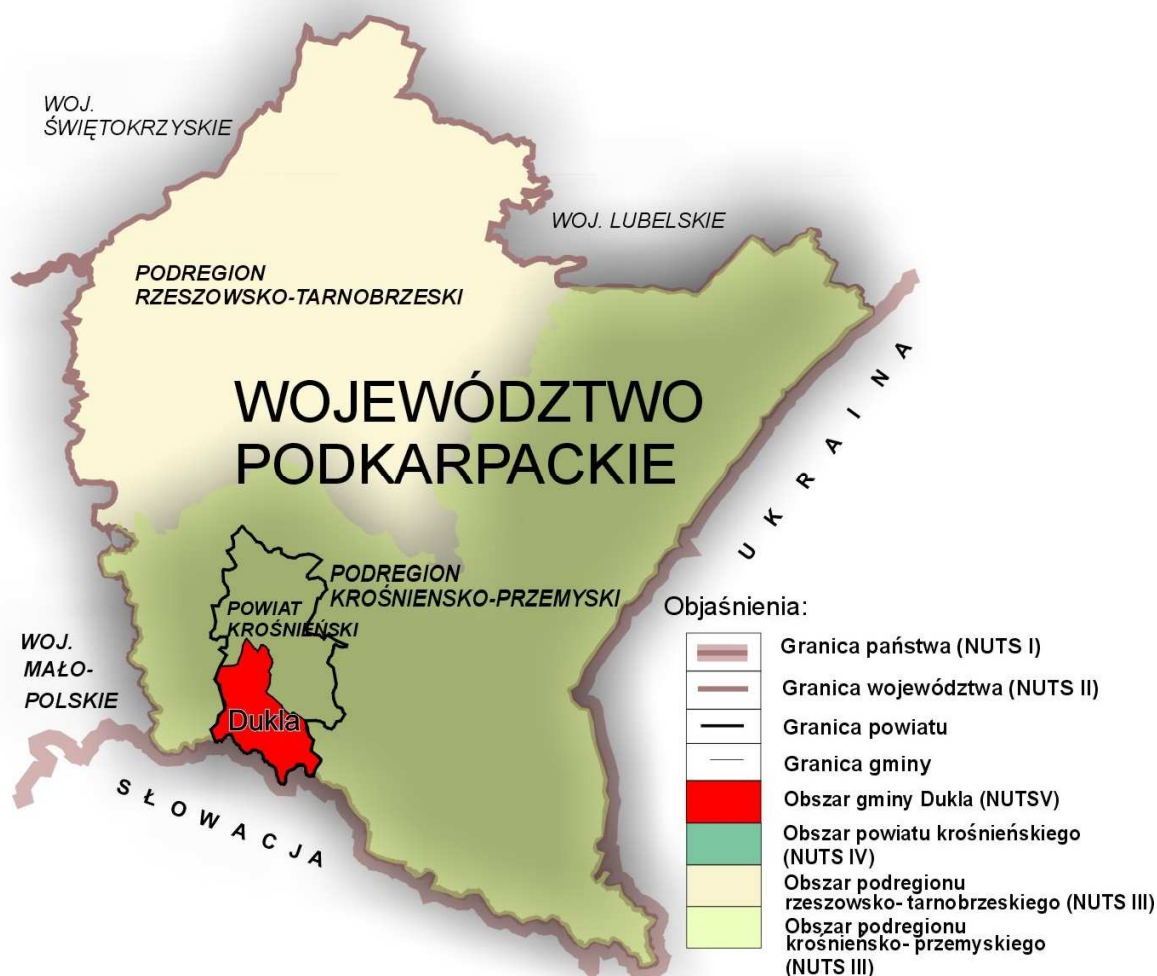 WOJ.
ŚWIĘTOKRZYSKIE
WOJ. LUBELSKIE
PODREGION
RZESZOWSKO-TARNOBRZESKI
WOJEWÓDZTWO
PODKARPACKIE
UKRAINA
PODREGION
KROŚNIENSKO-PRZEMYSKI
POWIAT
KROŚNIEŃSKI
WOJ.
MAŁO-
POLSKIE
Dukla
SŁOWACJA
Objaśnienia:
Granica państwa (NUTS I)
Granica województwa (NUTS II)
Granica powiatu
Granica gminy
Obszar gminy Dukla (NUTSV)
Obszar powiatu krośnieńskiego
(NUTS IV)
Obszar podregionu
rzeszowsko- tarnobrzeskiego (NUTS III)
Obszar podregionu
krośnieńsko- przemyskiego
(NUTS III)